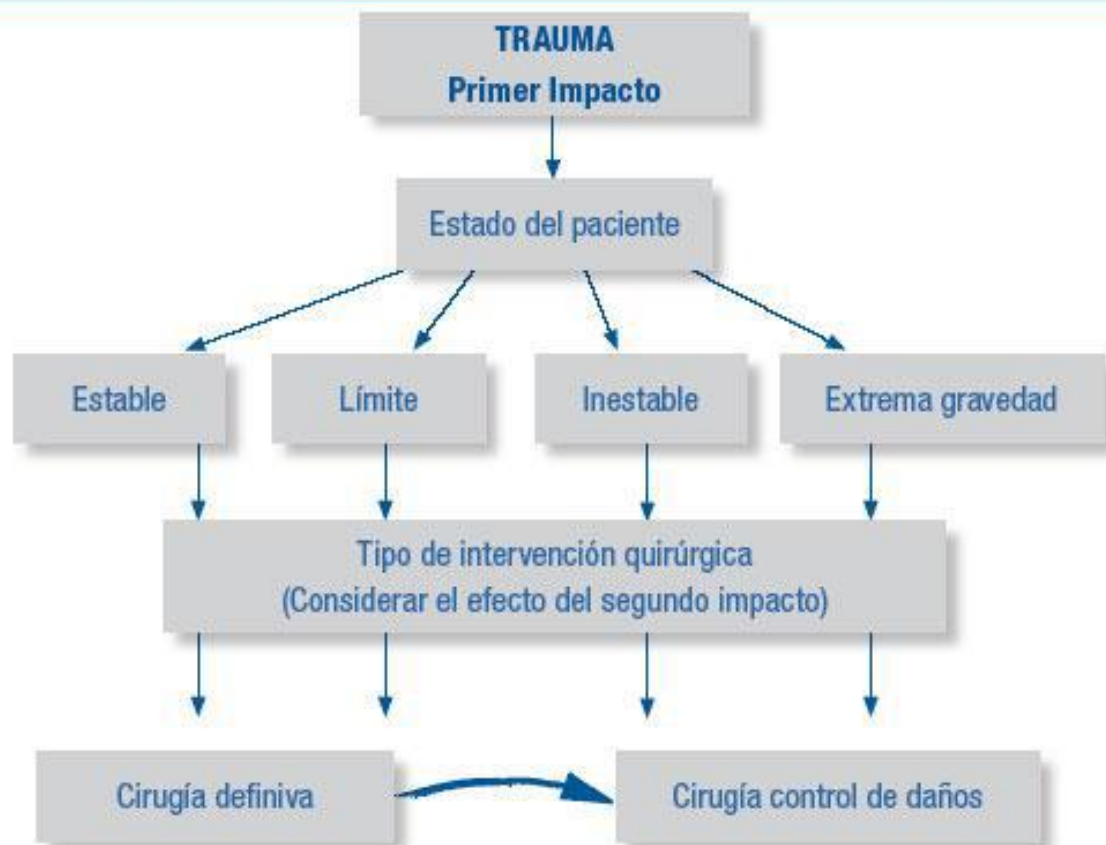 TRAUMA
Primer Impacto
Estado del paciente
Estable
Límite
Inestable
Extrema gravedad
Tipo de intervención quirúrgica
(Considerar el efecto del segundo impacto)
Cirugía definiva
Cirugía control de daños